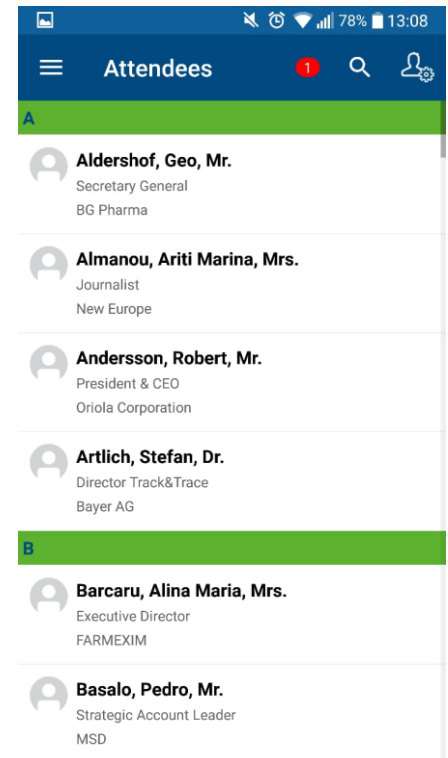 78% 13:08
Attendees 1
A
Aldershof, Geo, Mr.
Secretary General
BG Pharma
Almanou, Ariti Marina, Mrs.
Journalist
New Europe
Andersson, Robert, Mr.
President & CEO
Oriola Corporation
Artlich, Stefan, Dr.
Director Track&Trace
Bayer AG
B
Barcaru, Alina Maria, Mrs.
Executive Director
FARMEXIM
Basalo, Pedro, Mr.
Strategic Account Leader
MSD